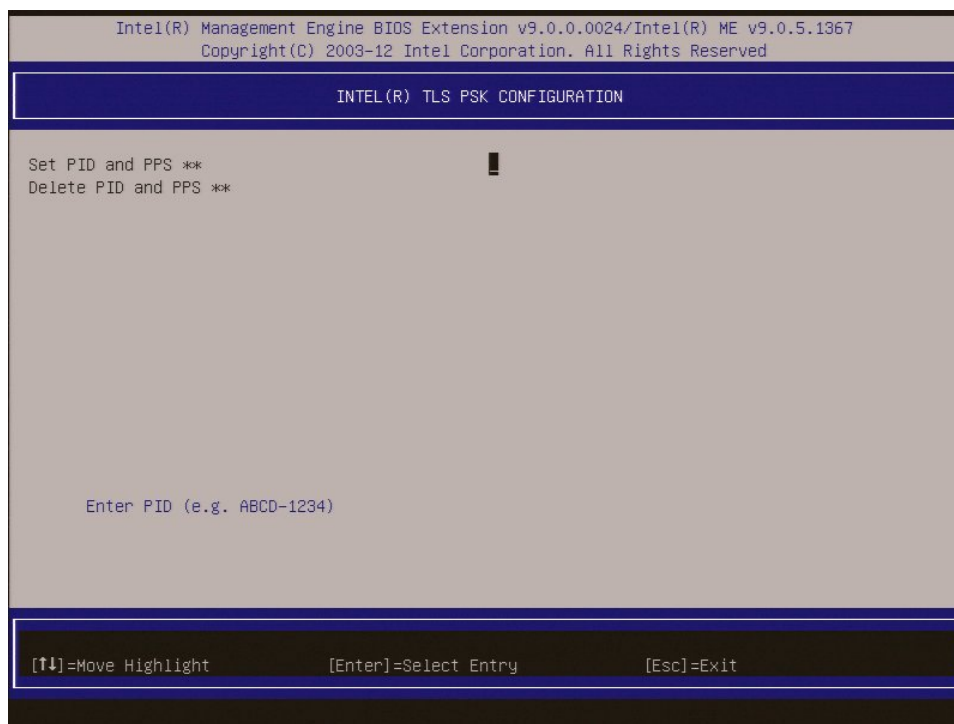 Intel(R) Management Engine BIOS Extension v9.0.0.0024/Intel(R) ME v9.0.5.1367
Copyright(C) 2003-12 Intel Corporation. All Rights Reserved
INTEL(R) TLS PSK CONFIGURATION
Set PID and PPS **
Delete PID and PPS **
Enter PID (e.g. ABCD-1234)
[↑↓]=Move Highlight [Enter]=Select Entry [Esc]=Exit